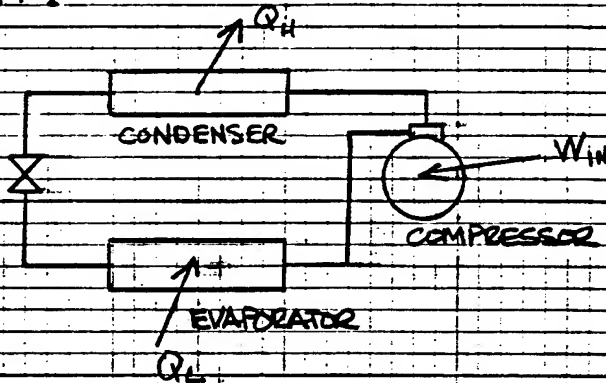 Q_H
CONDENSER
W_IN
COMPRESSOR
EVAPORATOR
Q_L